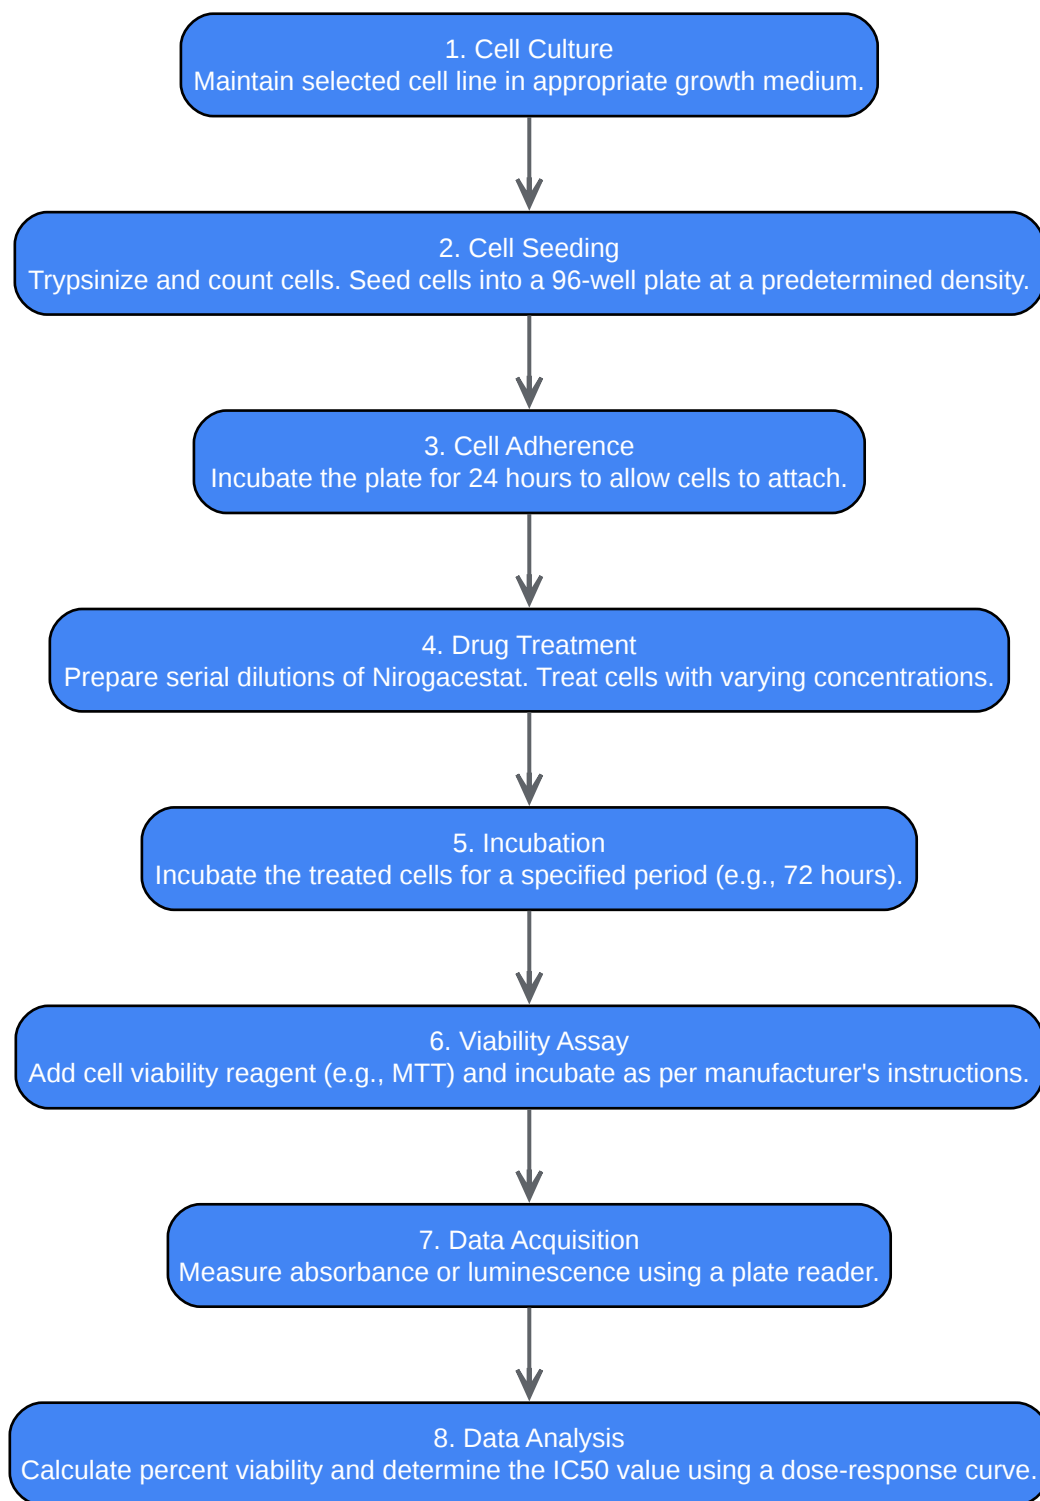 1. Cell Culture
Maintain selected cell line in appropriate growth medium.
2. Cell Seeding
Trypsinize and count cells. Seed cells into a 96-well plate at a predetermined density.
3. Cell Adherence
Incubate the plate for 24 hours to allow cells to attach.
4. Drug Treatment
Prepare serial dilutions of Nirogacestat. Treat cells with varying concentrations.
5. Incubation
Incubate the treated cells for a specified period (e.g., 72 hours).
6. Viability Assay
Add cell viability reagent (e.g., MTT) and incubate as per manufacturer's instructions.
7. Data Acquisition
Measure absorbance or luminescence using a plate reader.
8. Data Analysis
Calculate percent viability and determine the IC50 value using a dose-response curve.